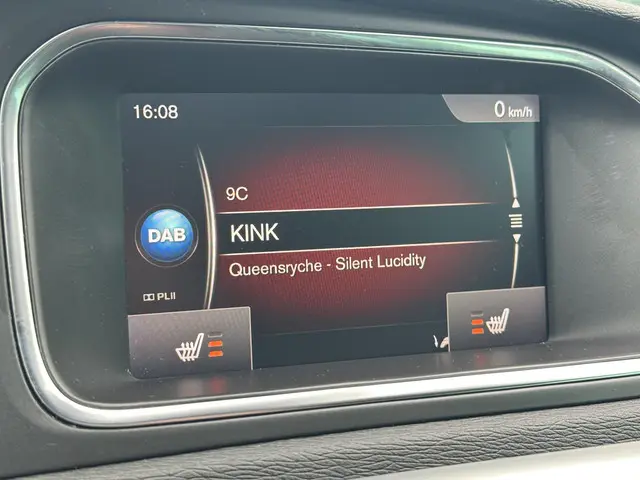 16:08
0 km/h
9C
DAB
KINK
Queensryche - Silent Lucidity
PLII